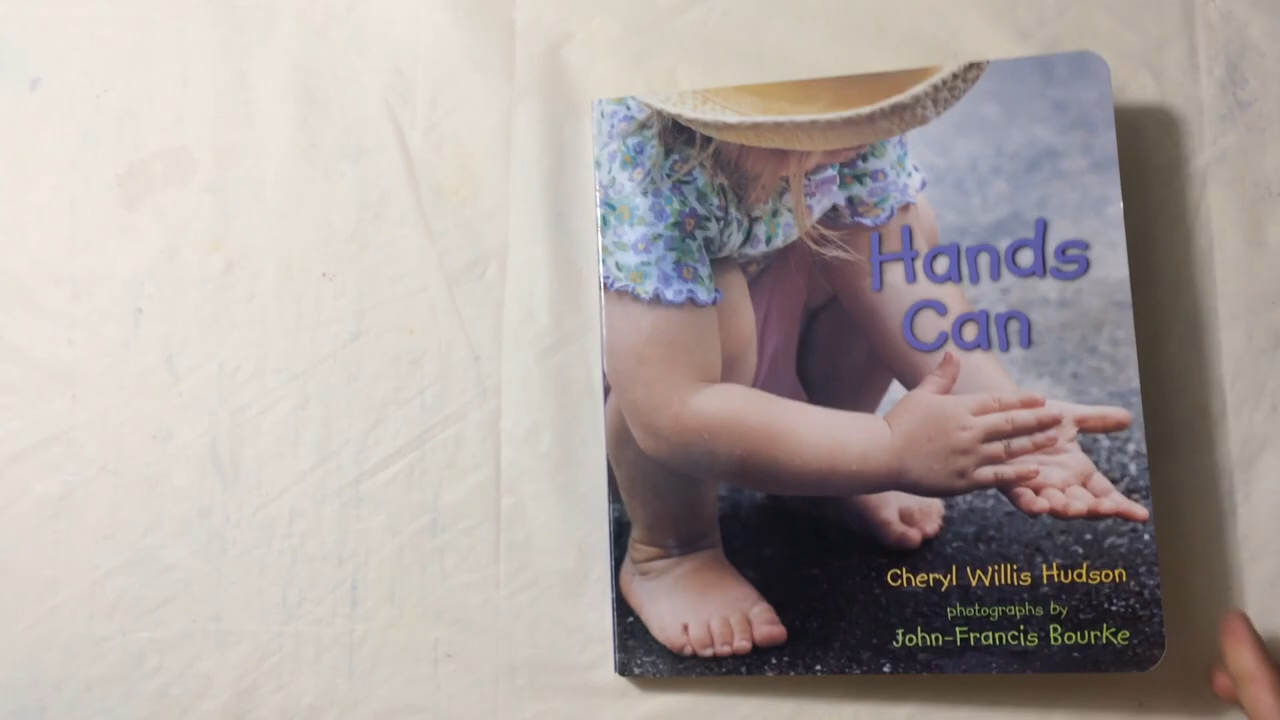 Hands
Can
Cheryl Willis Hudson
photographs by
John-Francis Bourke